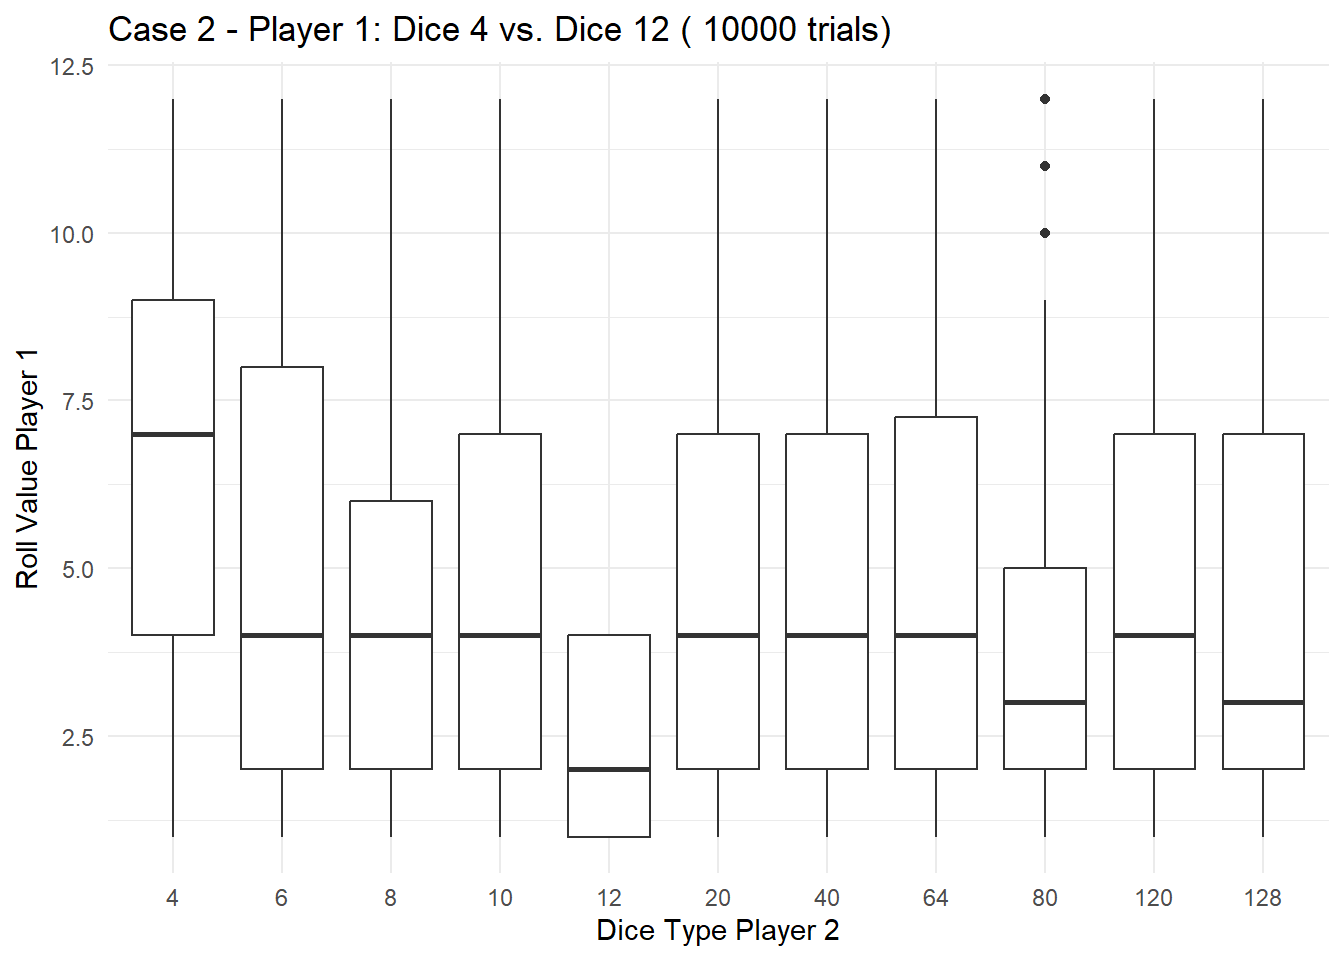 Case 2 - Player 1: Dice 4 vs. Dice 12 ( 10000 trials)
12.5
10.0
7.5
5.0
2.5
Roll Value Player 1
4 6 8 10 12 20 40 64 80 120 128
Dice Type Player 2